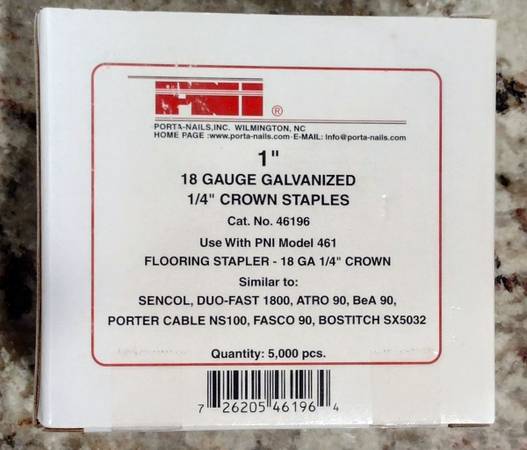 ®
PORTA-NAILS,INC. WILMINGTON, NC
HOME PAGE :www.porta-nails.com-E-MAIL: Info@porta-nails.com
1"
18 GAUGE GALVANIZED
1/4" CROWN STAPLES
Cat. No. 46196
Use With PNI Model 461
FLOORING STAPLER - 18 GA 1/4" CROWN
Similar to:
SENCOL, DUO-FAST 1800, ATRO 90, BeA 90,
PORTER CABLE NS100, FASCO 90, BOSTITCH SX5032
Quantity: 5,000 pcs.
7 26205 46196 4